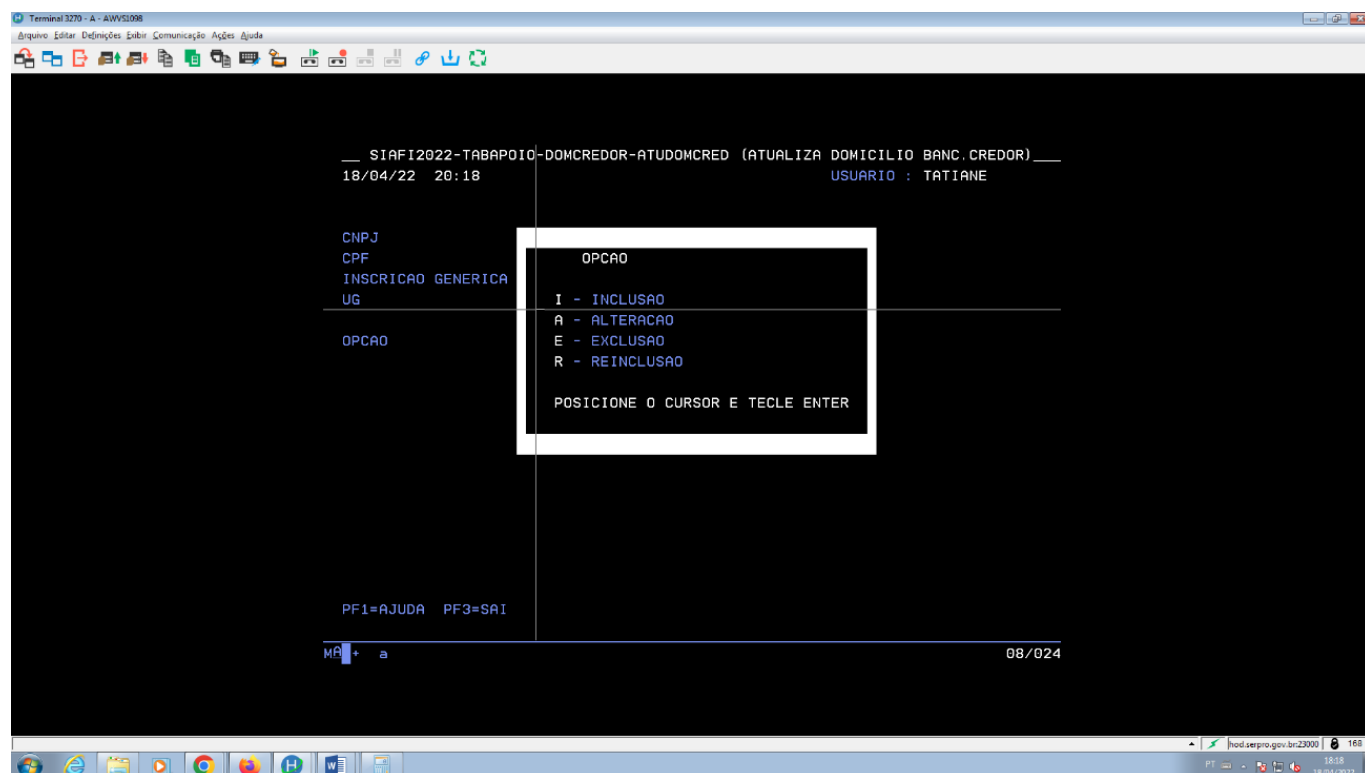 Terminal 3270 - A - AWVS1098
Arquivo Editar Definições Exibir Comunicação Ações Ajuda
__ SIAFI2022-TABAPOIO-DOMCREDOR-ATUDOMCRED (ATUALIZA DOMICILIO BANC.CREDOR)___
18/04/22 20:18 USUARIO : TATIANE
CNPJ
CPF OPCAO
INSCRICAO GENERICA
UG I - INCLUSAO
A - ALTERACAO
OPCAO E - EXCLUSAO
R - REINCLUSAO
POSICIONE O CURSOR E TECLE ENTER
PF1=AJUDA PF3=SAI
MA + a 08/024
hod.serpro.gov.br:23000 168
PT 18:18
18/04/2022